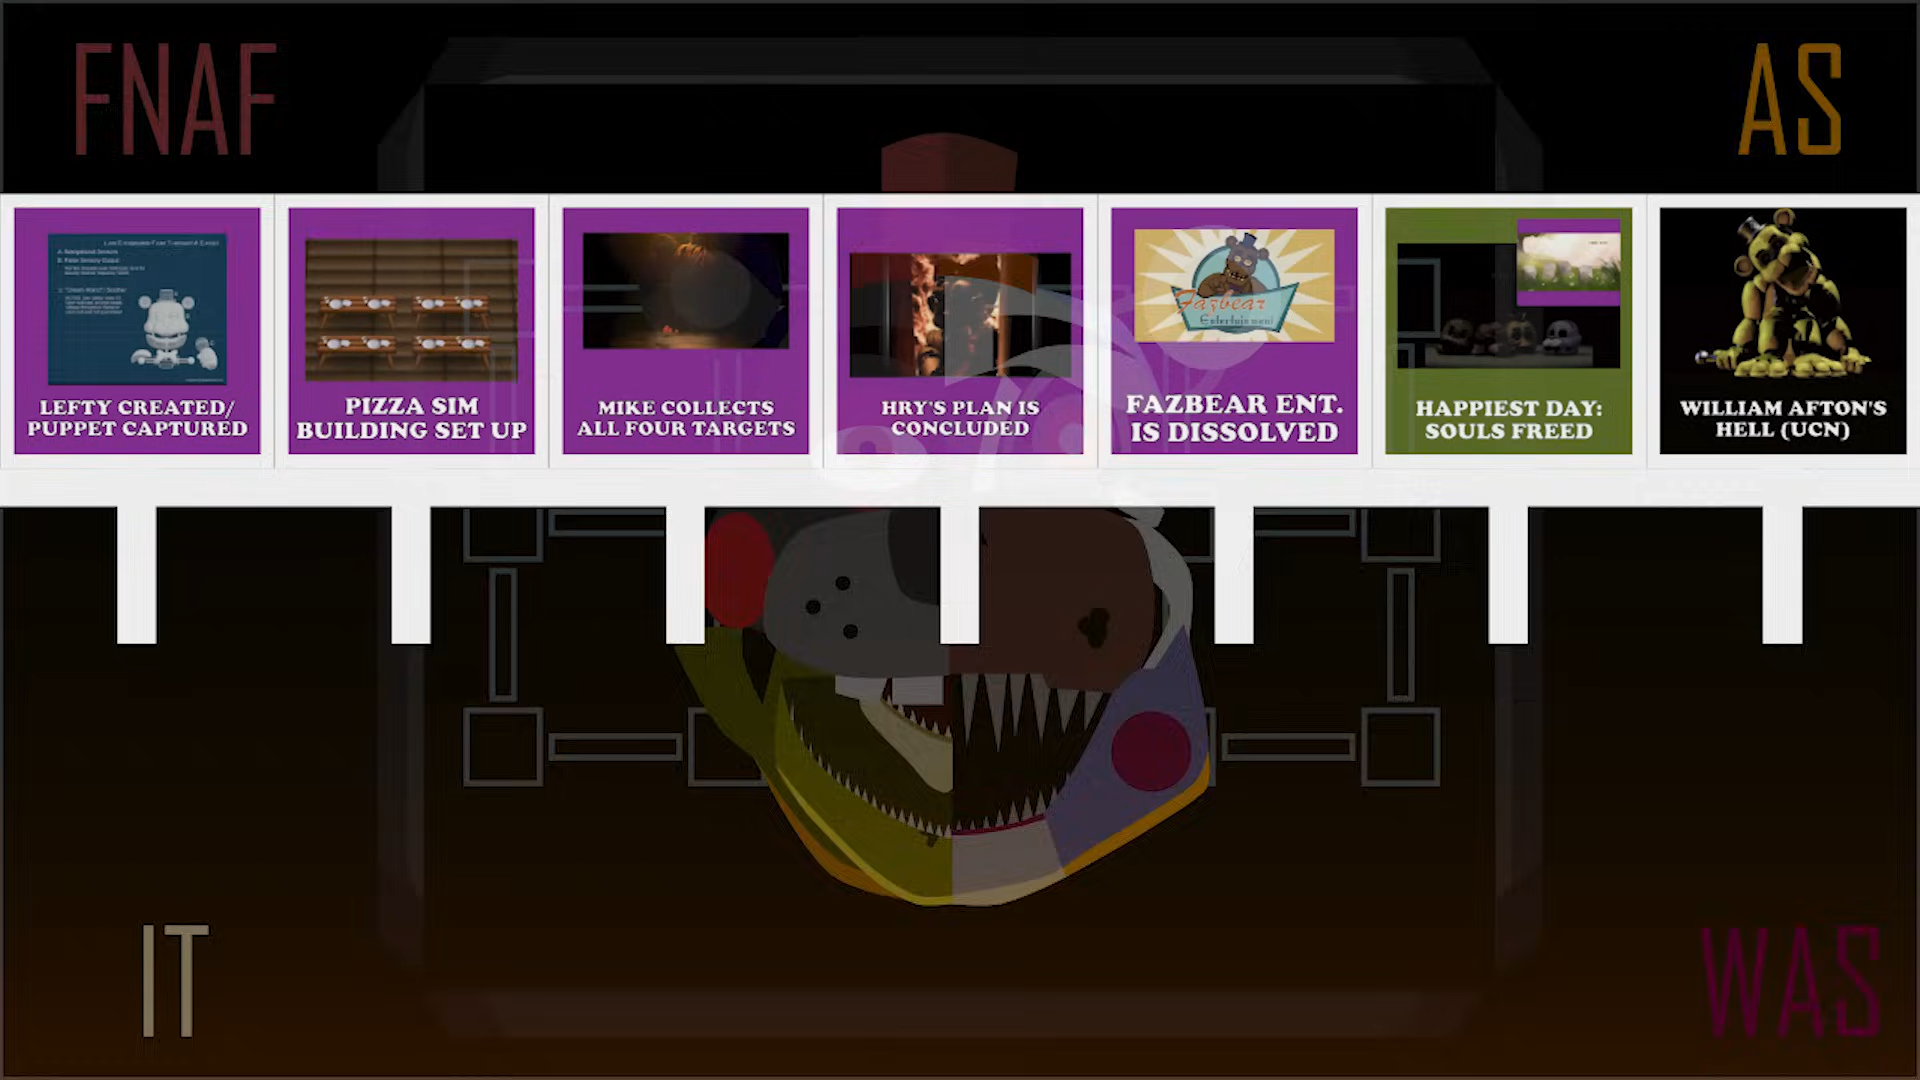 FNAF
AS
LEFTY CREATED/
PUPPET CAPTURED
PIZZA SIM
BUILDING SET UP
MIKE COLLECTS
ALL FOUR TARGETS
HRY'S PLAN IS
CONCLUDED
Fazbear
Entertainment
FAZBEAR ENT.
IS DISSOLVED
HAPPIEST DAY:
SOULS FREED
WILLIAM AFTON'S
HELL (UCN)
IT
WAS